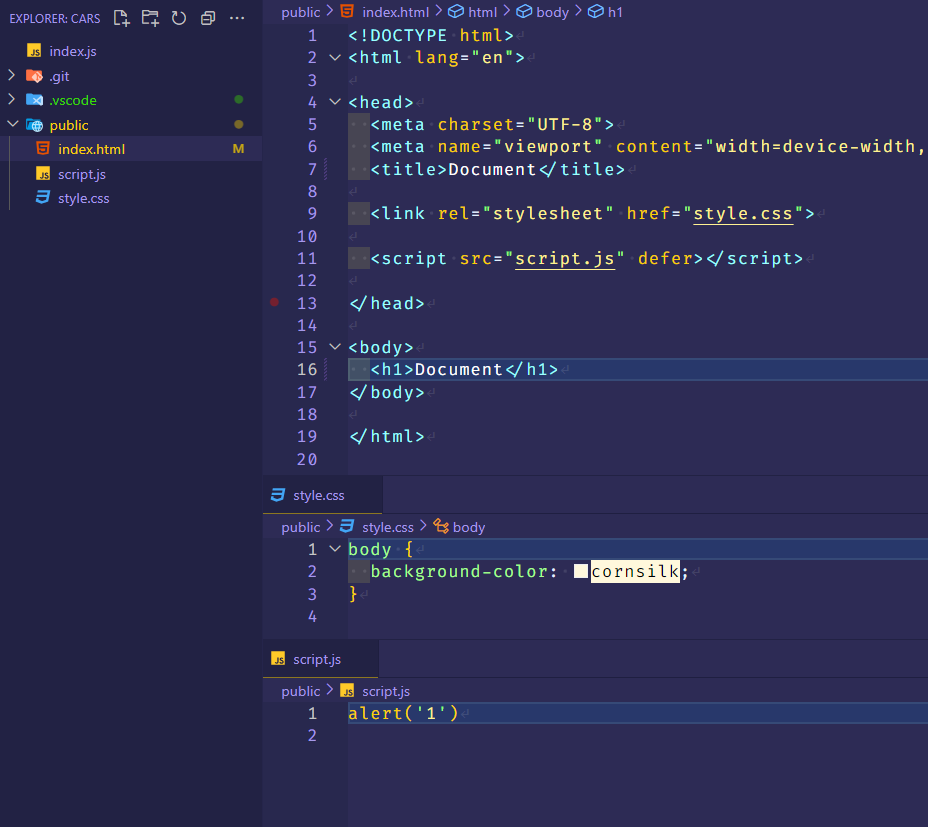 EXPLORER: CARS
index.js
.git
.vscode
public
index.html M
script.js
style.css
public > index.html > html > body > h1
1 <!DOCTYPE html>
2 <html lang="en">
3
4 <head>
5 <meta charset="UTF-8">
6 <meta name="viewport" content="width=device-width,
7 <title>Document</title>
8
9 <link rel="stylesheet" href="style.css">
10
11 <script src="script.js" defer></script>
12
13 </head>
14
15 <body>
16 <h1>Document</h1>
17 </body>
18
19 </html>
20
style.css
public > style.css > body
1 body {
2 background-color: cornsilk;
3 }
4
script.js
public > script.js
1 alert('1')
2